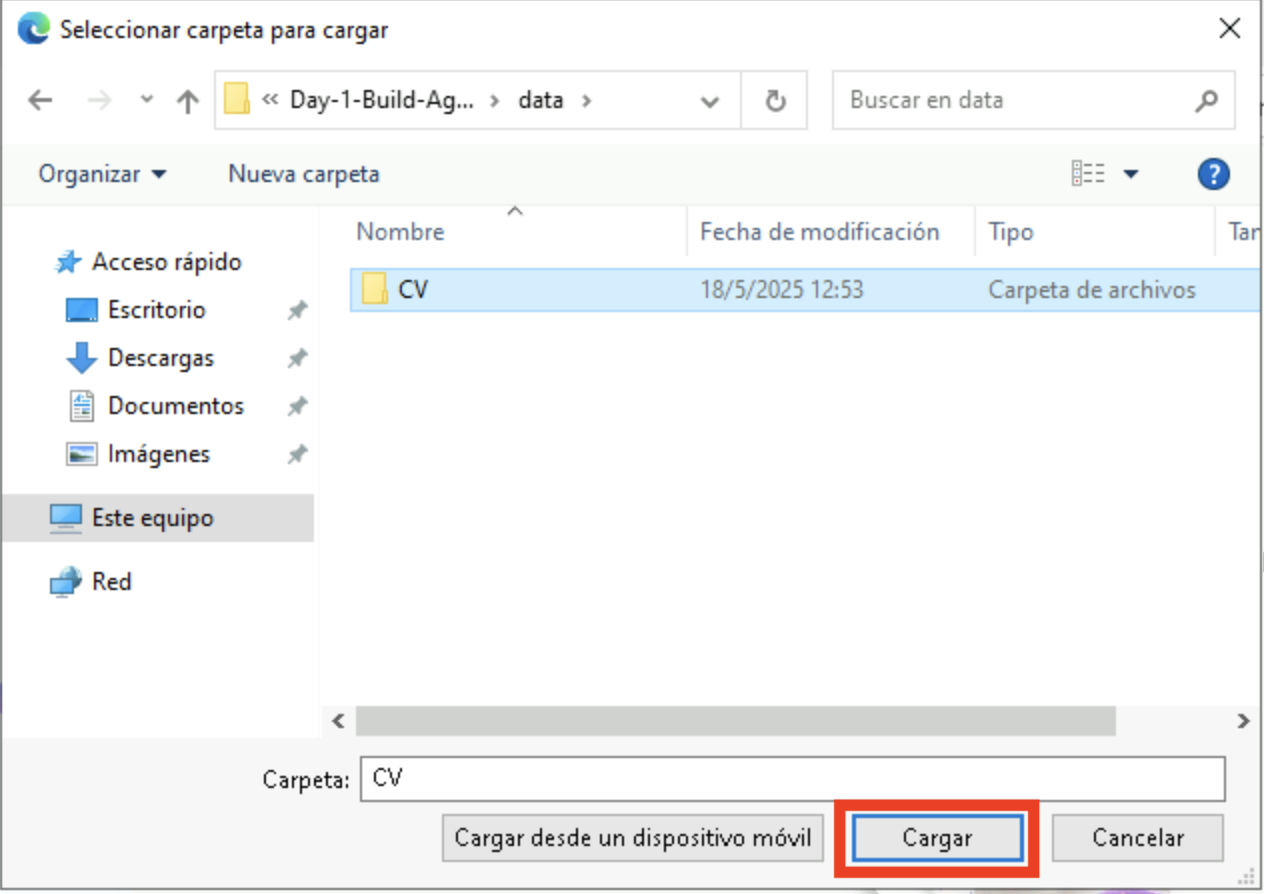 Seleccionar carpeta para cargar
« Day-1-Build-Ag... > data >
Buscar en data
Organizar
Nueva carpeta
?
Nombre
Fecha de modificación
Tipo
Acceso rápido
CV
18/5/2025 12:53
Carpeta de archivos
Escritorio
Descargas
Documentos
Imágenes
Este equipo
Red
Carpeta:
CV
Cargar desde un dispositivo móvil
Cargar
Cancelar